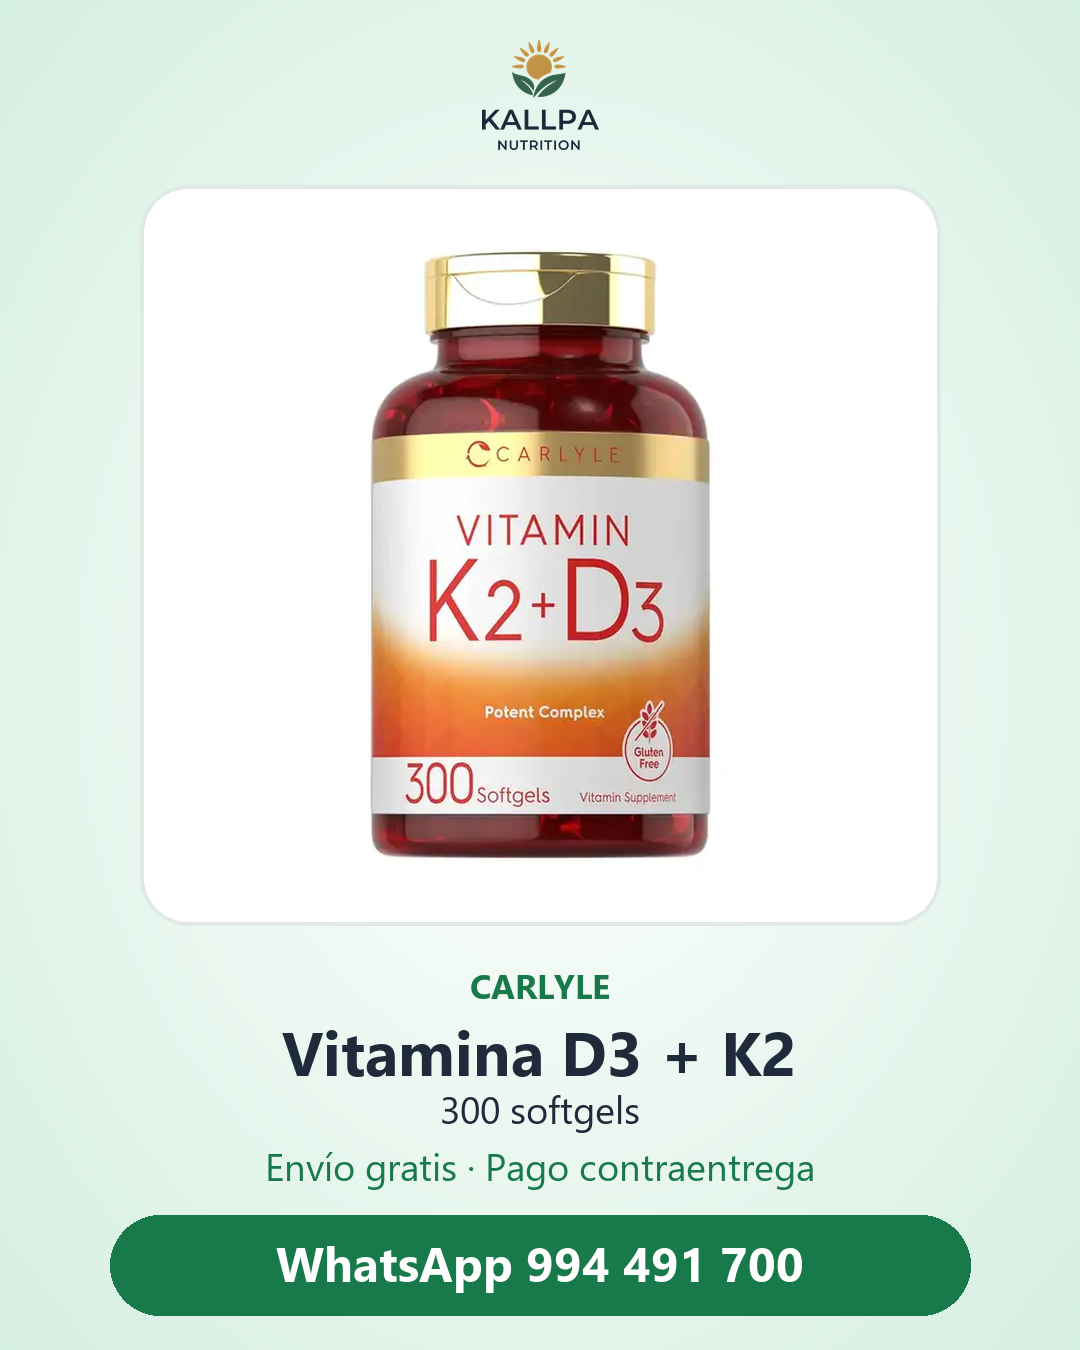 KALLPA
NUTRITION
CARLYLE
VITAMIN
K2+D3
Potent Complex
Gluten
Free
300 Softgels
Vitamin Supplement
CARLYLE
Vitamina D3 + K2
300 softgels
Envío gratis · Pago contraentrega
WhatsApp 994 491 700